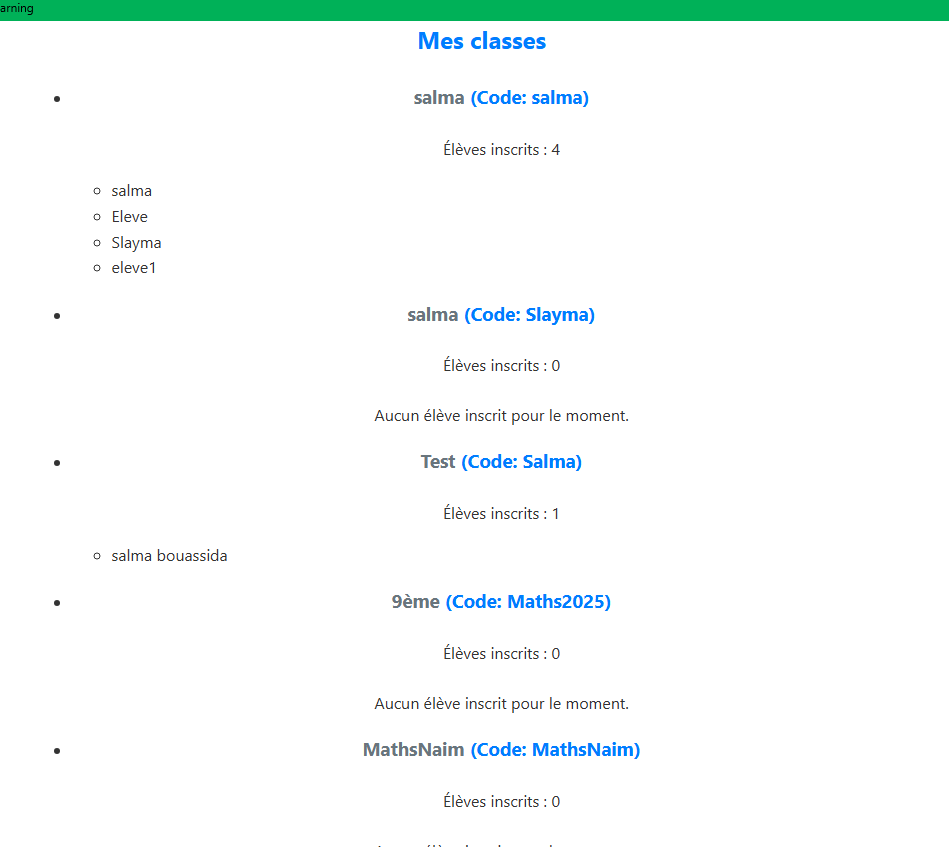 arning
Mes classes
salma (Code: salma)
Élèves inscrits : 4
salma
Eleve
Slayma
eleve1
salma (Code: Slayma)
Élèves inscrits : 0
Aucun élève inscrit pour le moment.
Test (Code: Salma)
Élèves inscrits : 1
salma bouassida
9ème (Code: Maths2025)
Élèves inscrits : 0
Aucun élève inscrit pour le moment.
MathsNaim (Code: MathsNaim)
Élèves inscrits : 0